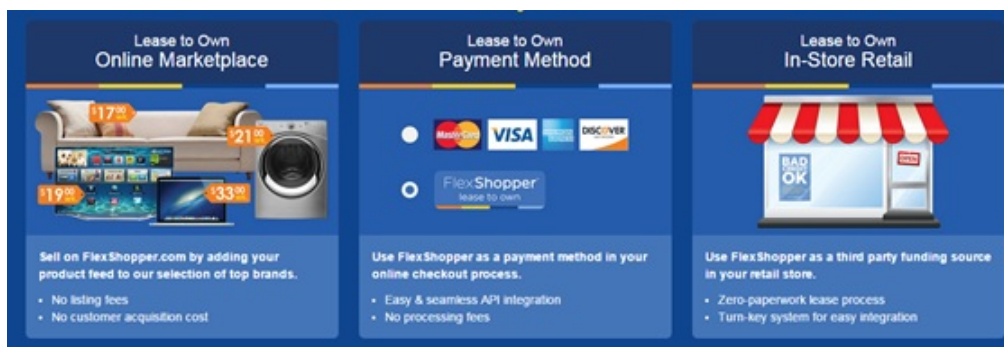 Lease to Own
Online Marketplace
$17.00
$21.00
$19.00
$33.00
Sell on FlexShopper.com by adding your
product feed to our selection of top brands.
• No listing fees
• No customer acquisition cost
Lease to Own
Payment Method
MasterCard
VISA
DISCOVER
FlexShopper
lease to own
Use FlexShopper as a payment method in your
online checkout process.
• Easy & seamless API integration
• No processing fees
Lease to Own
In-Store Retail
BAD
CREDIT
OK
OPEN
Use FlexShopper as a third party funding source
in your retail store.
• Zero-paperwork lease process
• Turn-key system for easy integration